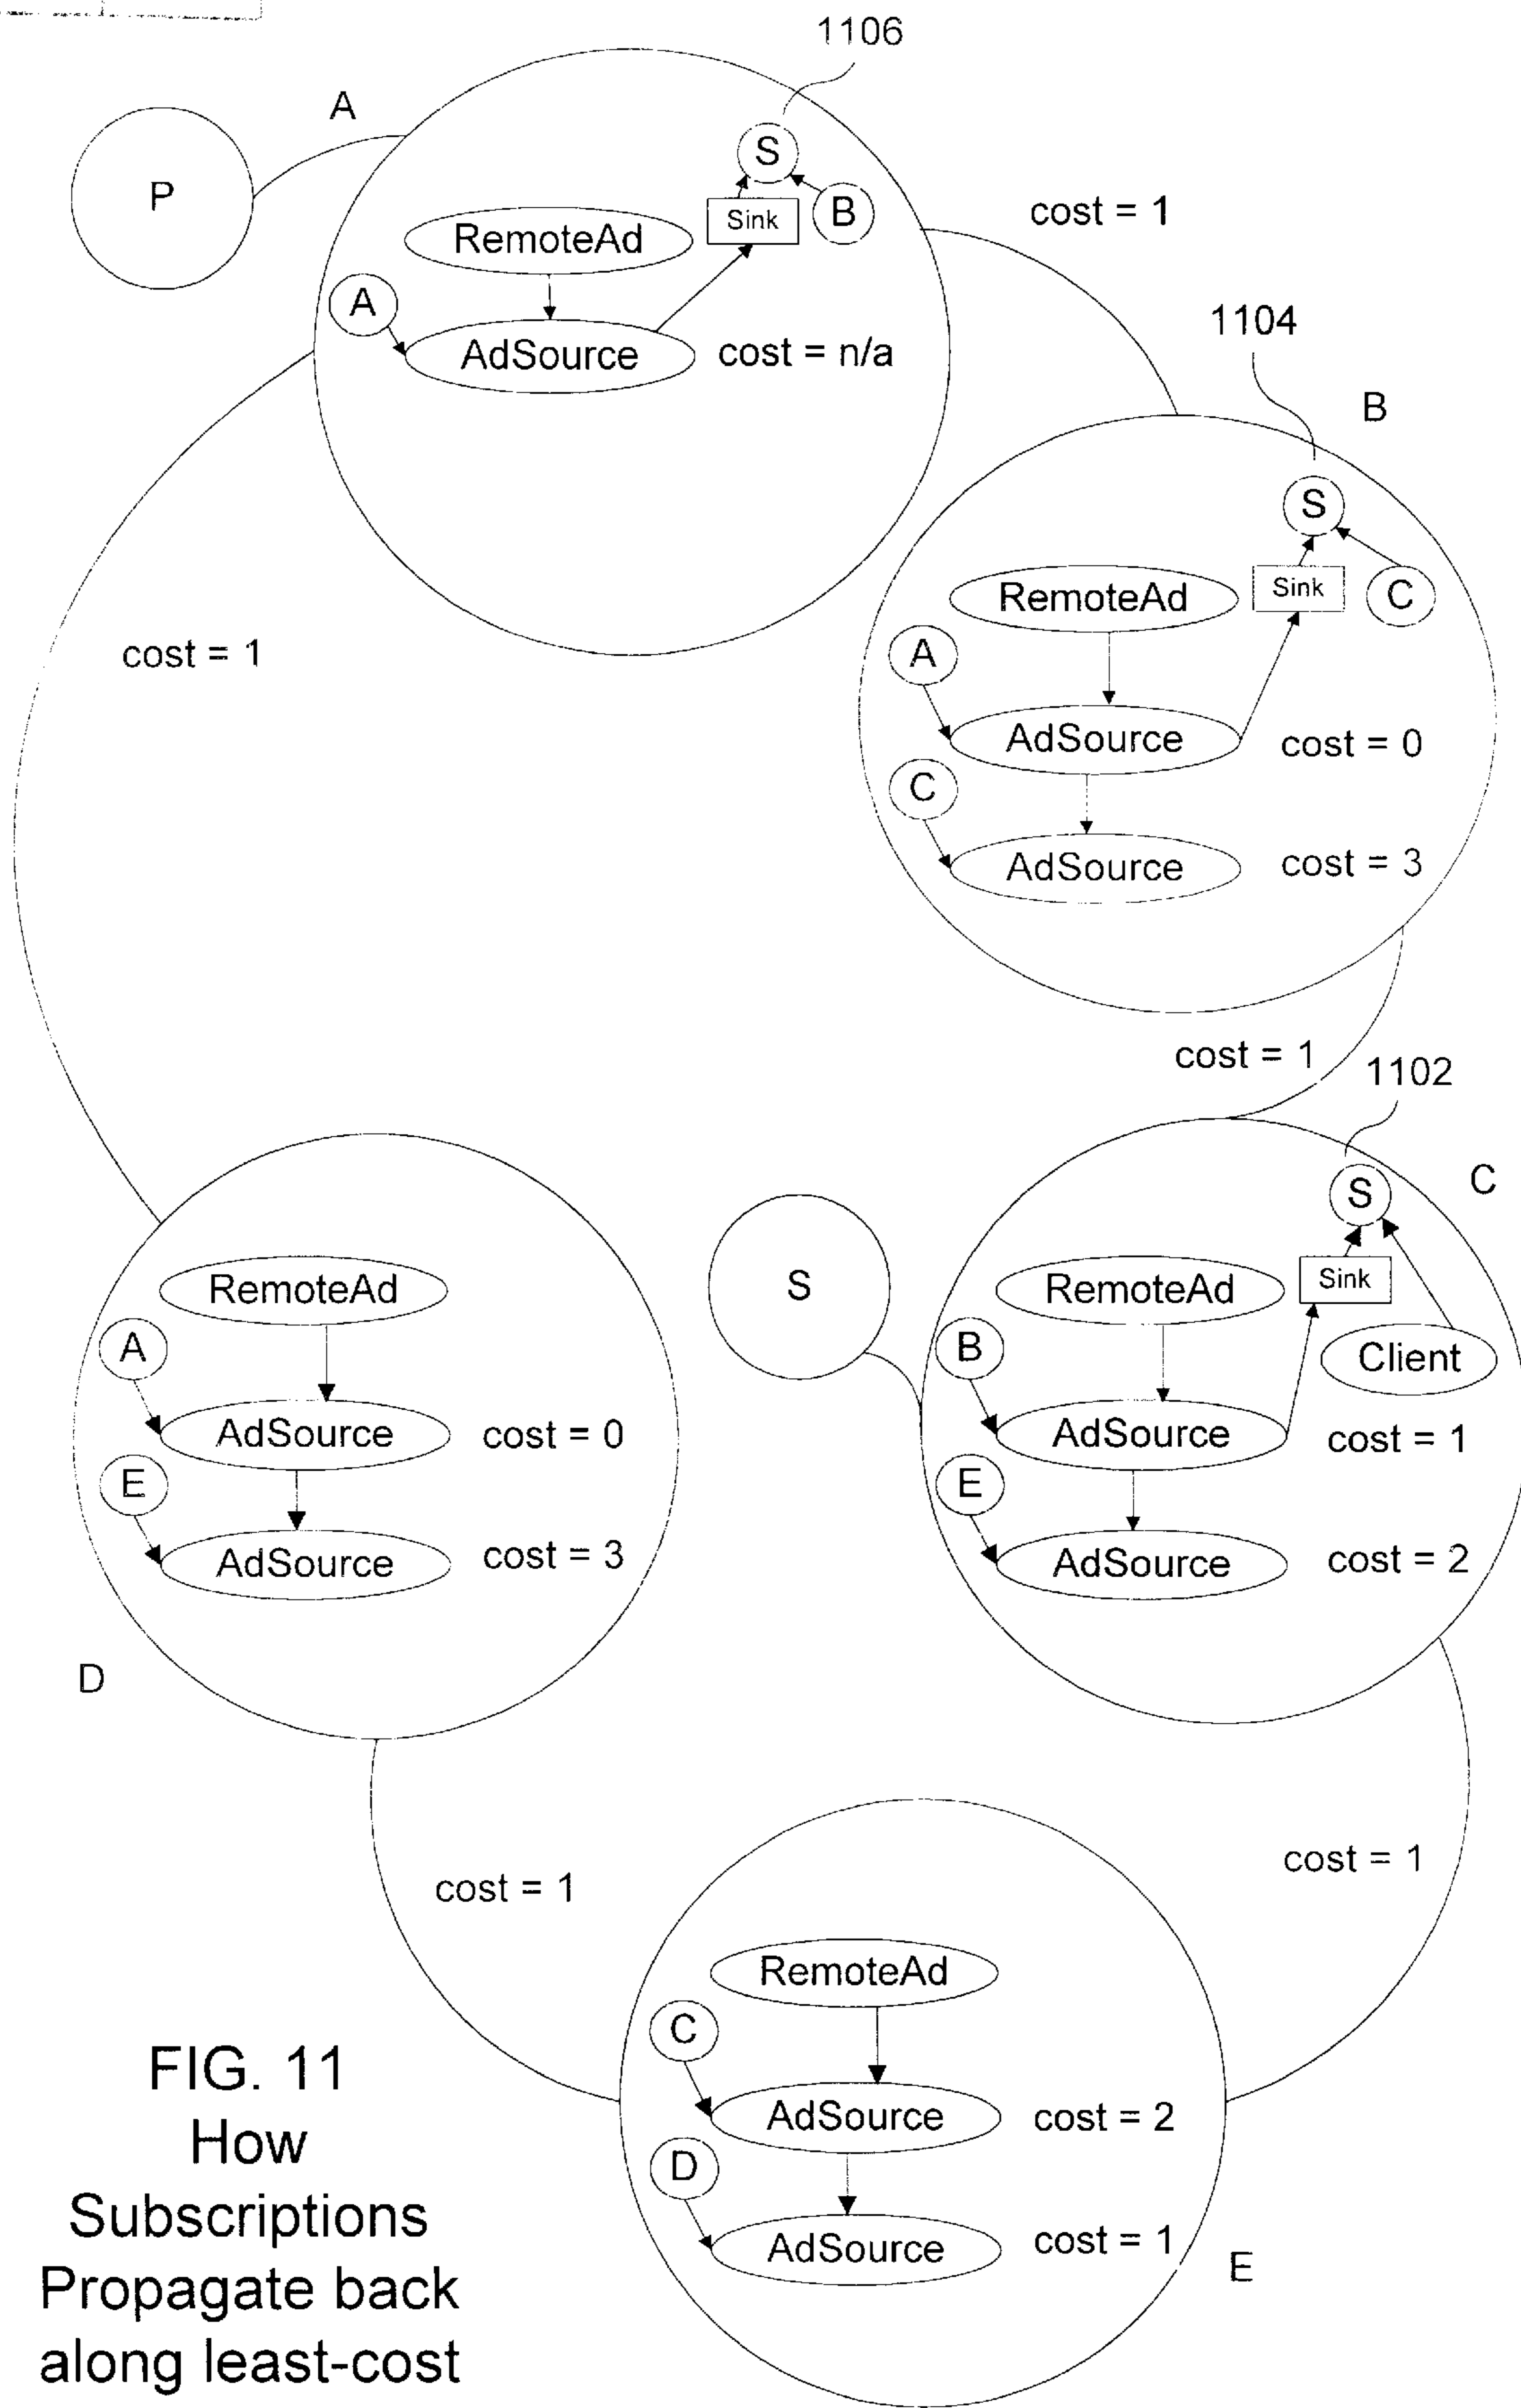 1106
A
P
S
Sink
B
RemoteAd
A
AdSource
cost = n/a
cost = 1
1104
B
S
RemoteAd
Sink
C
A
AdSource
cost = 0
C
AdSource
cost = 3
cost = 1
cost = 1
1102
C
S
S
RemoteAd
Sink
Client
B
AdSource
cost = 1
E
AdSource
cost = 2
RemoteAd
A
AdSource
cost = 0
E
AdSource
cost = 3
D
cost = 1
cost = 1
RemoteAd
C
AdSource
cost = 2
D
AdSource
cost = 1
E
FIG. 11
How
Subscriptions
Propagate back
along least-cost